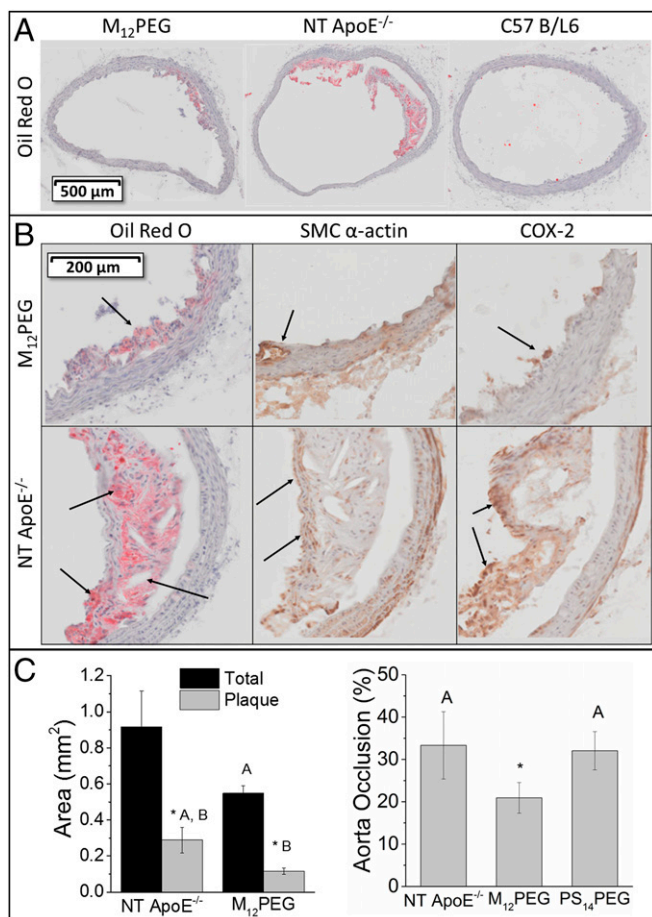 A
M₁₂PEG NT ApoE⁻/⁻ C57 B/L6
Oil Red O
500 µm
B
Oil Red O SMC α-actin COX-2
200 µm
M₁₂PEG
NT ApoE⁻/⁻
C
Total
Plaque
Area (mm²)
1.2
1.0
0.8
0.6
0.4
0.2
0.0
A
* A, B
* B
NT ApoE⁻/⁻ M₁₂PEG
Aorta Occlusion (%)
50
40
30
20
10
0
A
*
A
NT ApoE⁻/⁻ M₁₂PEG PS₁₄PEG